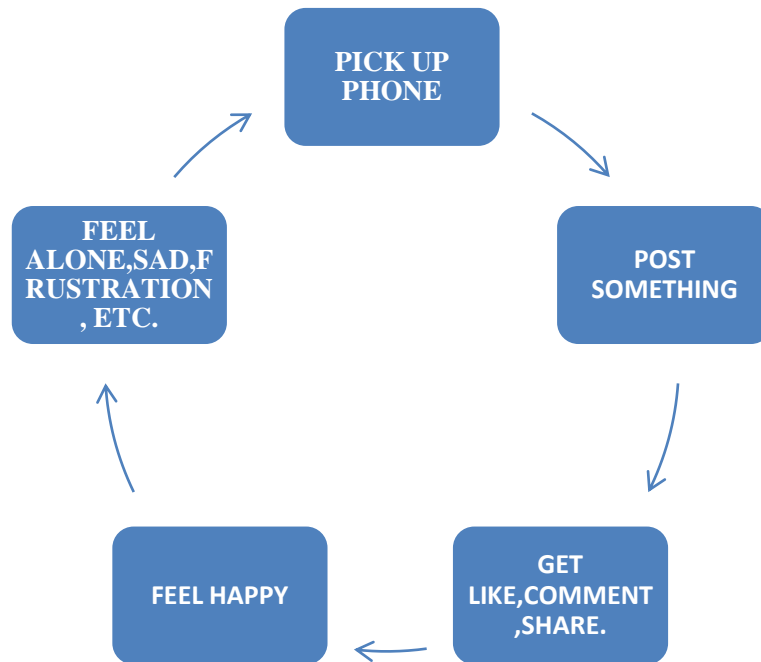 PICK UP
PHONE
POST
SOMETHING
GET
LIKE,COMMENT
,SHARE.
FEEL HAPPY
FEEL
ALONE,SAD,F
RUSTRATION
, ETC.